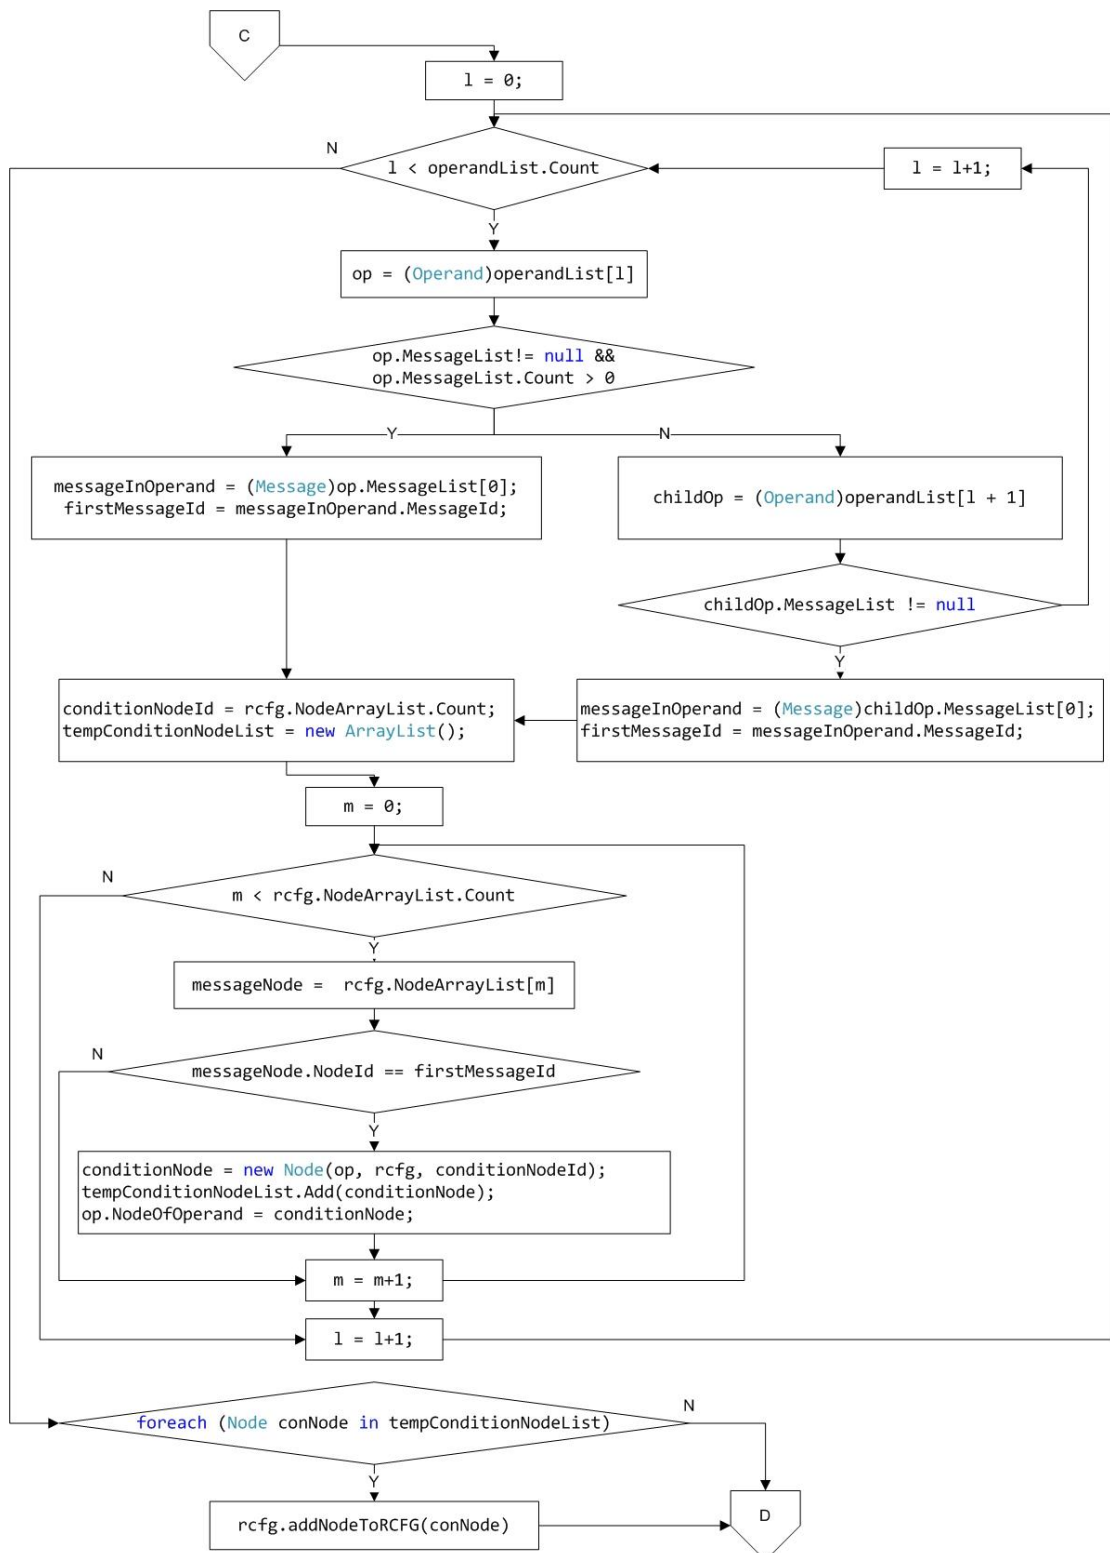 C
l = 0;
N
l < operandList.Count
l = l+1;
Y
op = (Operand)operandList[l]
op.MessageList!= null &&
op.MessageList.Count > 0
Y
N
messageInOperand = (Message)op.MessageList[0];
firstMessageId = messageInOperand.MessageId;
childOp = (Operand)operandList[l + 1]
childOp.MessageList != null
Y
conditionNodeId = rcfg.NodeArrayList.Count;
tempConditionNodeList = new ArrayList();
messageInOperand = (Message)childOp.MessageList[0];
firstMessageId = messageInOperand.MessageId;
m = 0;
N
m < rcfg.NodeArrayList.Count
Y
messageNode =  rcfg.NodeArrayList[m]
N
messageNode.NodeId == firstMessageId
Y
conditionNode = new Node(op, rcfg, conditionNodeId);
tempConditionNodeList.Add(conditionNode);
op.NodeOfOperand = conditionNode;
m = m+1;
l = l+1;
foreach (Node conNode in tempConditionNodeList)
N
Y
rcfg.addNodeToRCFG(conNode)
D